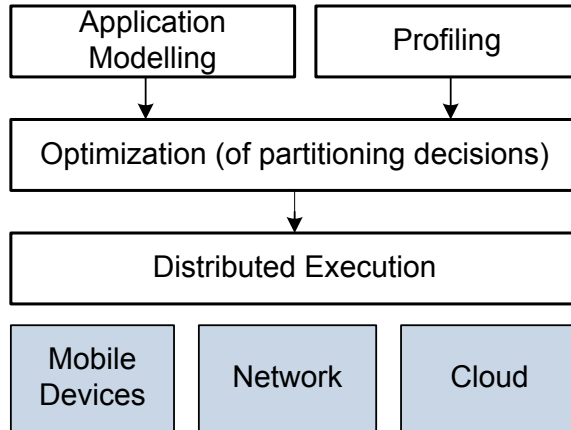 Application
Modelling
Profiling
Optimization (of partitioning decisions)
Distributed Execution
Mobile
Devices
Network
Cloud